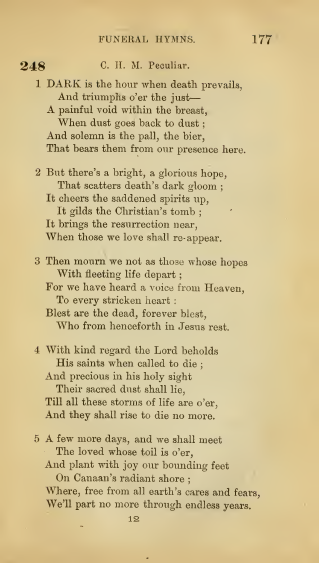 FUNERAL HYMNS. 177
248 C. H. M. Peculiar.
1 DARK is the hour when death prevails,
And triumphs o'er the just—
A painful void within the breast,
When dust goes back to dust ;
And solemn is the pall, the bier,
That bears them from our presence here.
2 But there's a bright, a glorious hope,
That scatters death's dark gloom ;
It cheers the saddened spirits up,
It gilds the Christian's tomb ;
It brings the resurrection near,
When those we love shall re-appear.
3 Then mourn we not as those whose hopes
With fleeting life depart ;
For we have heard a voice from Heaven,
To every stricken heart :
Blest are the dead, forever blest,
Who from henceforth in Jesus rest.
4 With kind regard the Lord beholds
His saints when called to die ;
And precious in his holy sight
Their sacred dust shall lie,
Till all these storms of life are o'er,
And they shall rise to die no more.
5 A few more days, and we shall meet
The loved whose toil is o'er,
And plant with joy our bounding feet
On Canaan's radiant shore ;
Where, free from all earth's cares and fears,
We'll part no more through endless years.
12